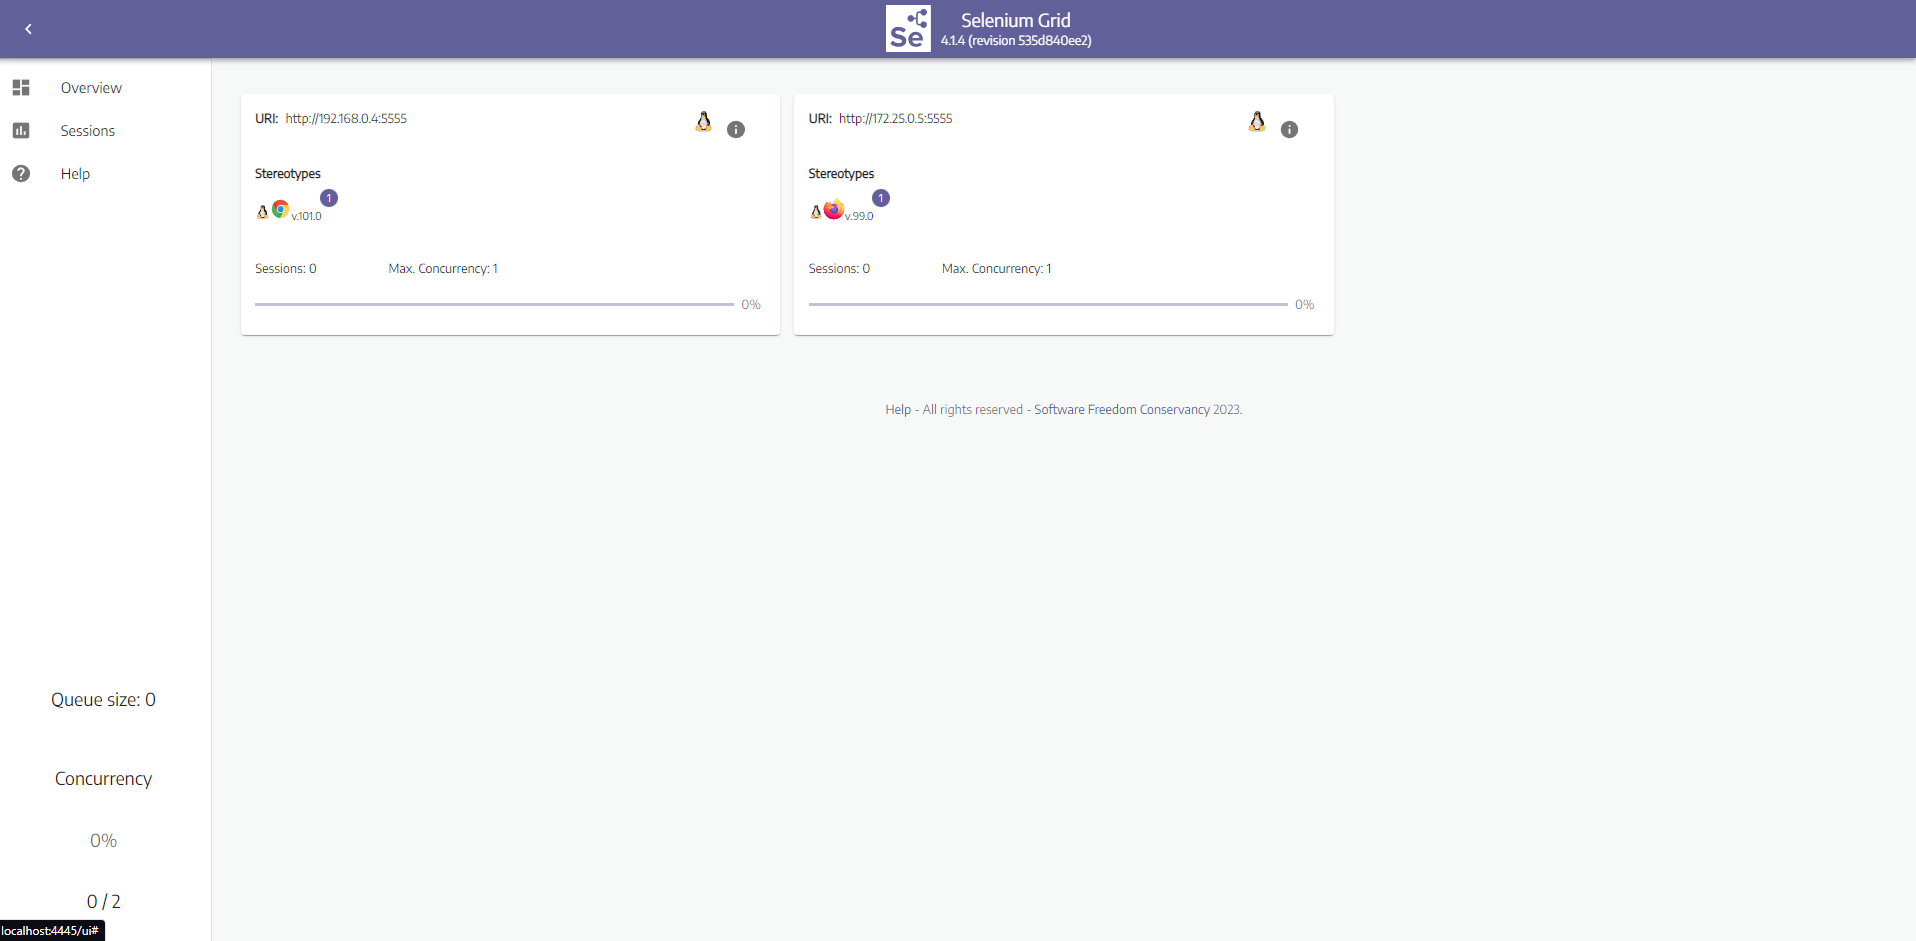 Se
Selenium Grid
4.1.4 (revision 535d840ee2)
Overview
Sessions
Help
URI: http://192.168.0.4:5555
Stereotypes
1
v.101.0
Sessions: 0 Max. Concurrency: 1
0%
URI: http://172.25.0.5:5555
Stereotypes
1
v.99.0
Sessions: 0 Max. Concurrency: 1
0%
Help - All rights reserved - Software Freedom Conservancy 2023.
Queue size: 0
Concurrency
0%
0 / 2
localhost:4445/ui#